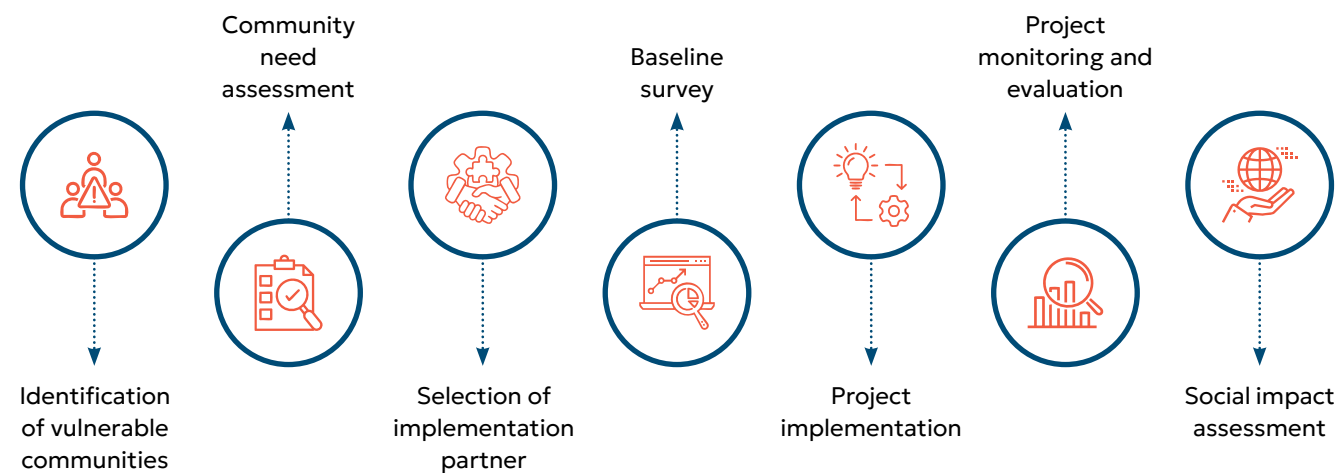 Identification
of vulnerable
communities
Community
need
assessment
Selection of
implementation
partner
Baseline
survey
Project
implementation
Project
monitoring and
evaluation
Social impact
assessment